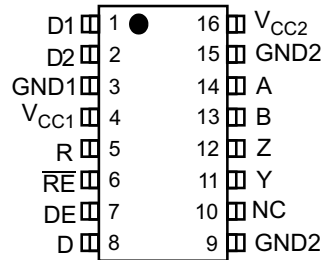 D1 1 16 VCC2
D2 2 15 GND2
GND1 3 14 A
VCC1 4 13 B
R 5 12 Z
R̅E̅ 6 11 Y
DE 7 10 NC
D 8 9 GND2